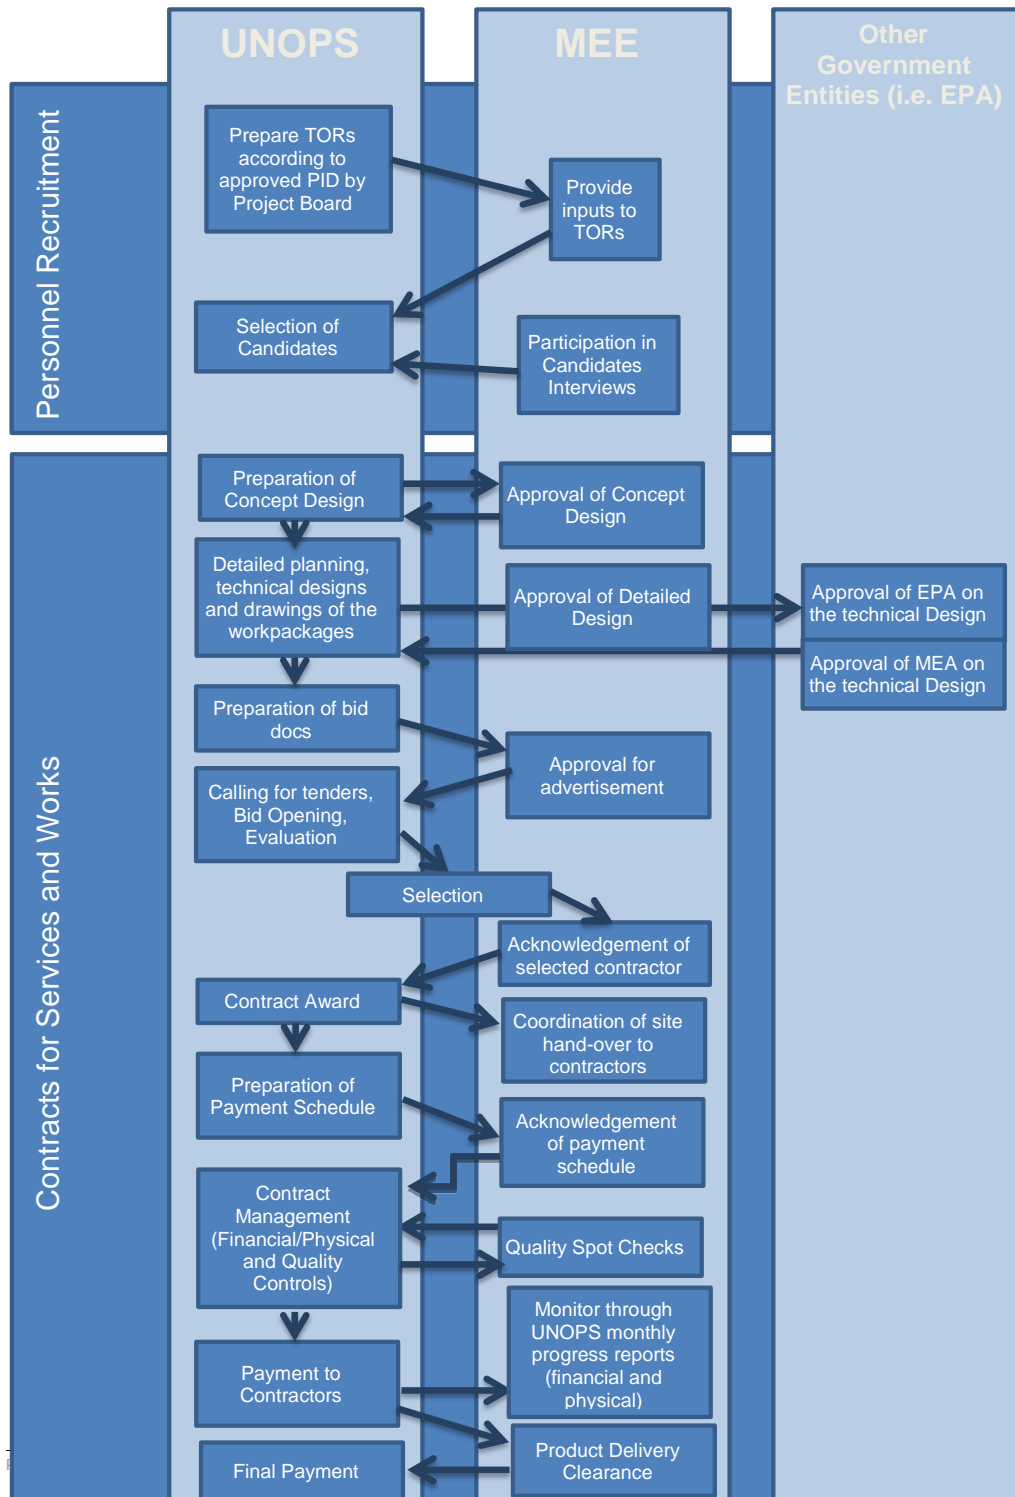 UNOPS
MEE
Other
Government
Entities (i.e. EPA)
Personnel Recruitment
Prepare TORs
according to
approved PID by
Project Board
Provide
inputs to
TORs
Selection of
Candidates
Participation in
Candidates
Interviews
Contracts for Services and Works
Preparation of
Concept Design
Approval of Concept
Design
Detailed planning,
technical designs
and drawings of the
workpackages
Approval of Detailed
Design
Approval of EPA on
the technical Design
Approval of MEA on
the technical Design
Preparation of bid
docs
Approval for
advertisement
Calling for tenders,
Bid Opening,
Evaluation
Selection
Acknowledgement of
selected contractor
Contract Award
Coordination of site
hand-over to
contractors
Preparation of
Payment Schedule
Acknowledgement
of payment
schedule
Contract
Management
(Financial/Physical
and Quality
Controls)
Quality Spot Checks
Monitor through
UNOPS monthly
progress reports
(financial and
physical)
Payment to
Contractors
Product Delivery
Clearance
Final Payment